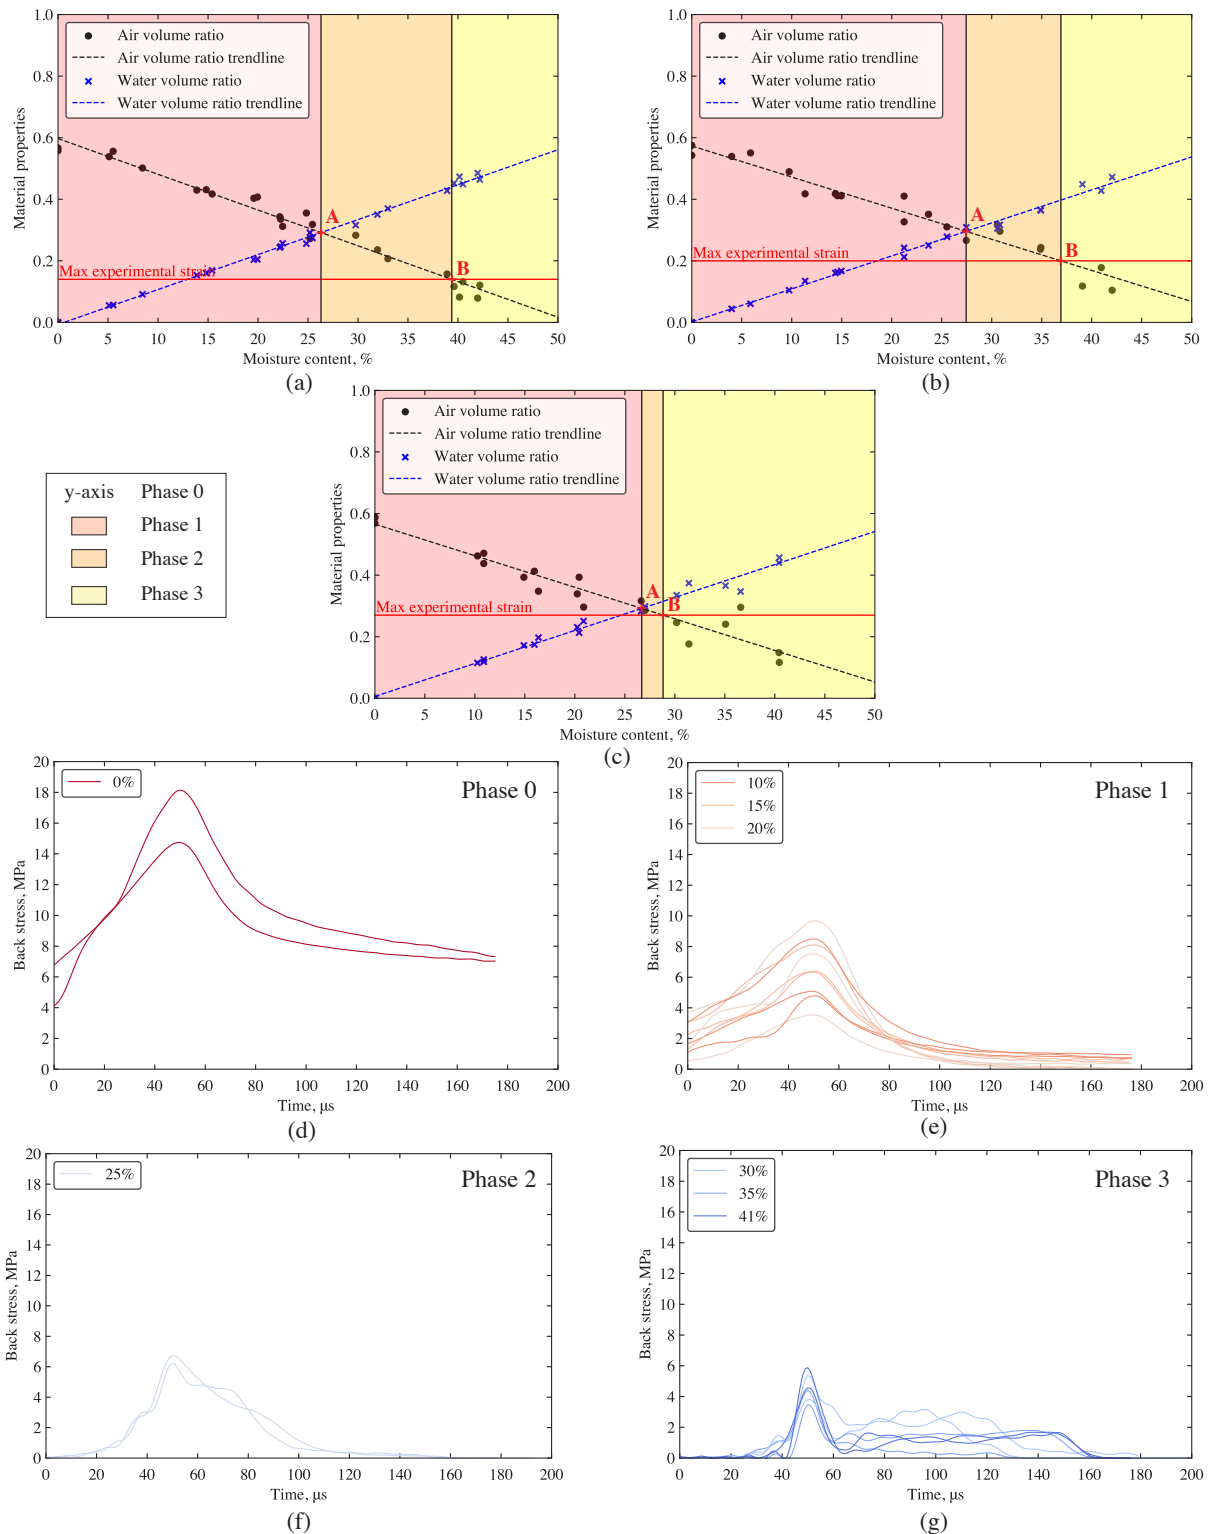 1.0
0.8
0.6
0.4
0.2
0.0
Material properties
Air volume ratio
Air volume ratio trendline
Water volume ratio
Water volume ratio trendline
A
B
Max experimental strain
0 5 10 15 20 25 30 35 40 45 50
Moisture content, %
(a)
1.0
0.8
0.6
0.4
0.2
0.0
Material properties
Air volume ratio
Air volume ratio trendline
Water volume ratio
Water volume ratio trendline
A
B
Max experimental strain
0 5 10 15 20 25 30 35 40 45 50
Moisture content, %
(b)
y-axis Phase 0
Phase 1
Phase 2
Phase 3
1.0
0.8
0.6
0.4
0.2
0.0
Material properties
Air volume ratio
Air volume ratio trendline
Water volume ratio
Water volume ratio trendline
A
B
Max experimental strain
0 5 10 15 20 25 30 35 40 45 50
Moisture content, %
(c)
20
18
16
14
12
10
8
6
4
2
0
Back stress, MPa
0%
Phase 0
0 20 40 60 80 100 120 140 160 180 200
Time, μs
(d)
20
18
16
14
12
10
8
6
4
2
0
Back stress, MPa
10%
15%
20%
Phase 1
0 20 40 60 80 100 120 140 160 180 200
Time, μs
(e)
20
18
16
14
12
10
8
6
4
2
0
Back stress, MPa
25%
Phase 2
0 20 40 60 80 100 120 140 160 180 200
Time, μs
(f)
20
18
16
14
12
10
8
6
4
2
0
Back stress, MPa
30%
35%
41%
Phase 3
0 20 40 60 80 100 120 140 160 180 200
Time, μs
(g)